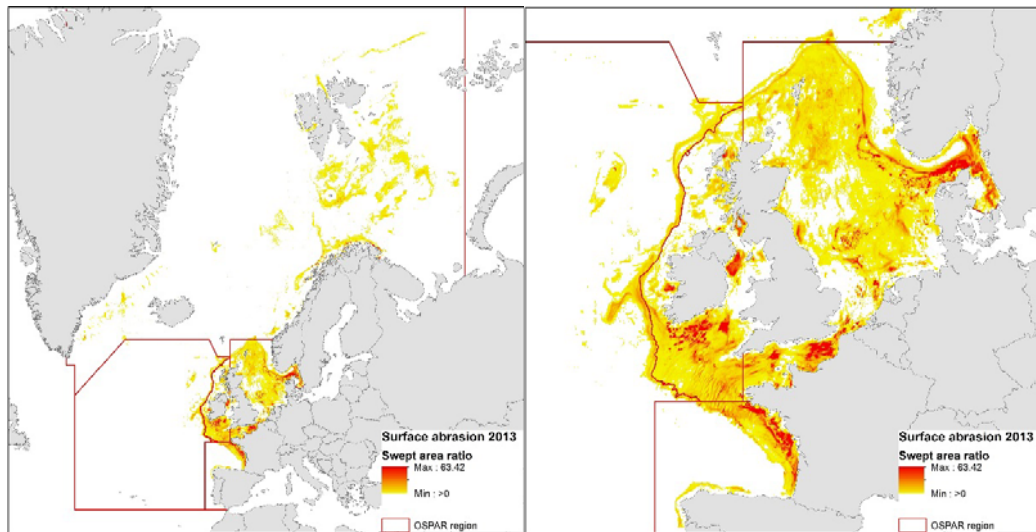 Surface abrasion 2013
Swept area ratio
Max : 63.42
Min : >0
OSPAR region
Surface abrasion 2013
Swept area ratio
Max : 63.42
Min : >0
OSPAR region